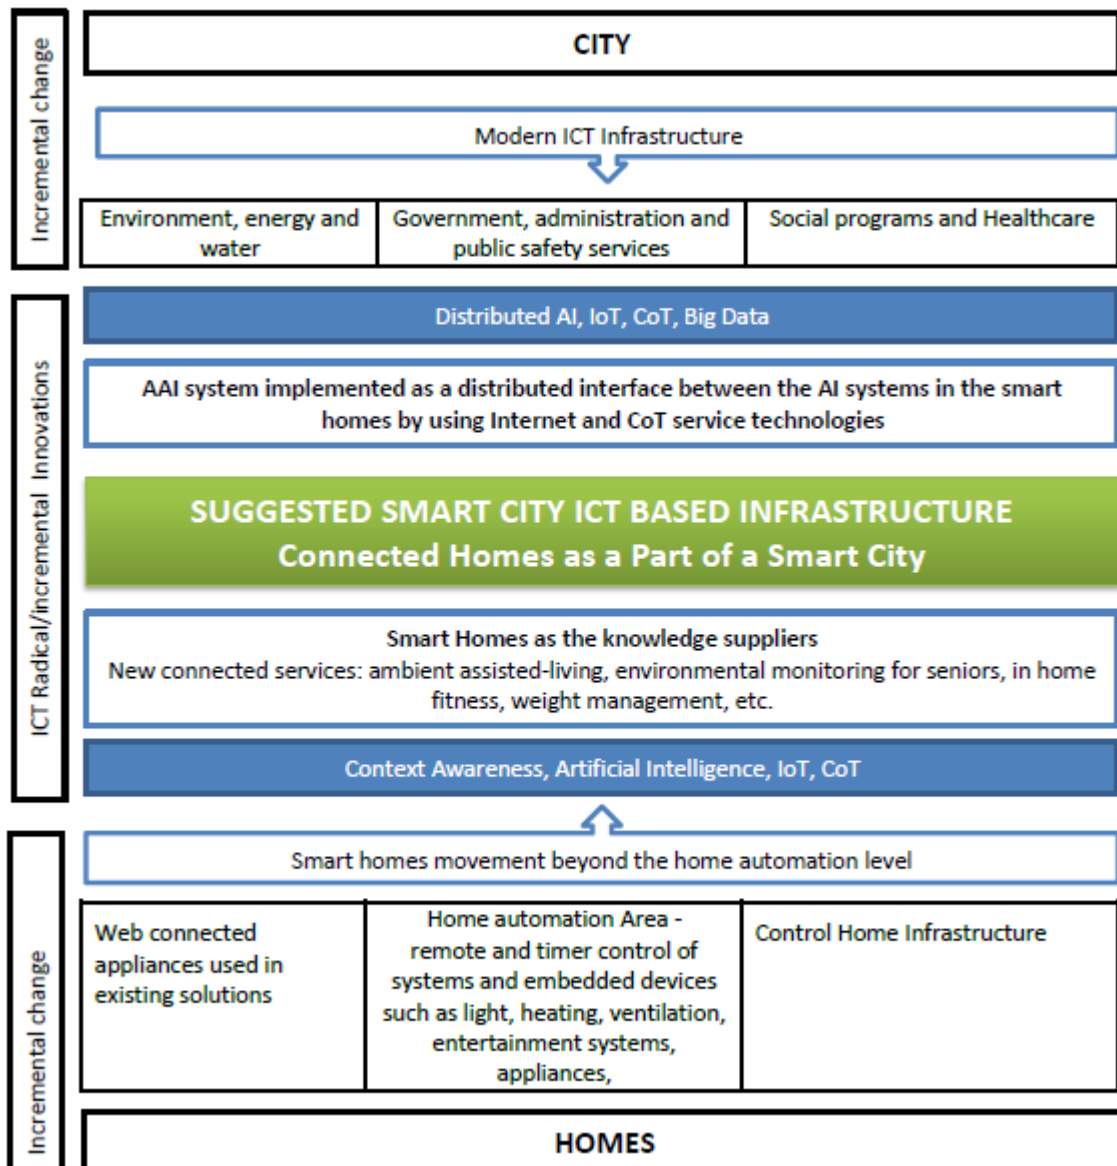 Incremental change
CITY
Modern ICT Infrastructure
Environment, energy and
water
Government, administration and
public safety services
Social programs and Healthcare
ICT Radical/incremental Innovations
Distributed AI, IoT, CoT, Big Data
AAI system implemented as a distributed interface between the AI systems in the smart
homes by using Internet and CoT service technologies
SUGGESTED SMART CITY ICT BASED INFRASTRUCTURE
Connected Homes as a Part of a Smart City
Smart Homes as the knowledge suppliers
New connected services: ambient assisted-living, environmental monitoring for seniors, in home
fitness, weight management, etc.
Context Awareness, Artificial Intelligence, IoT, CoT
Incremental change
Smart homes movement beyond the home automation level
Web connected
appliances used in
existing solutions
Home automation Area -
remote and timer control of
systems and embedded devices
such as light, heating, ventilation,
entertainment systems,
appliances,
Control Home Infrastructure
HOMES